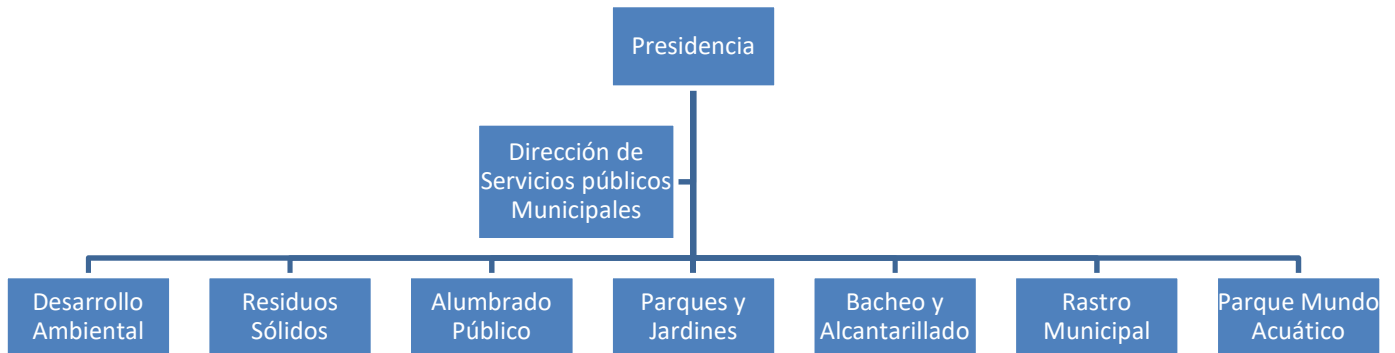 Presidencia
Dirección de
Servicios públicos
Municipales
Desarrollo
Ambiental
Residuos
Sólidos
Alumbrado
Público
Parques y
Jardines
Bacheo y
Alcantarillado
Rastro
Municipal
Parque Mundo
Acuático